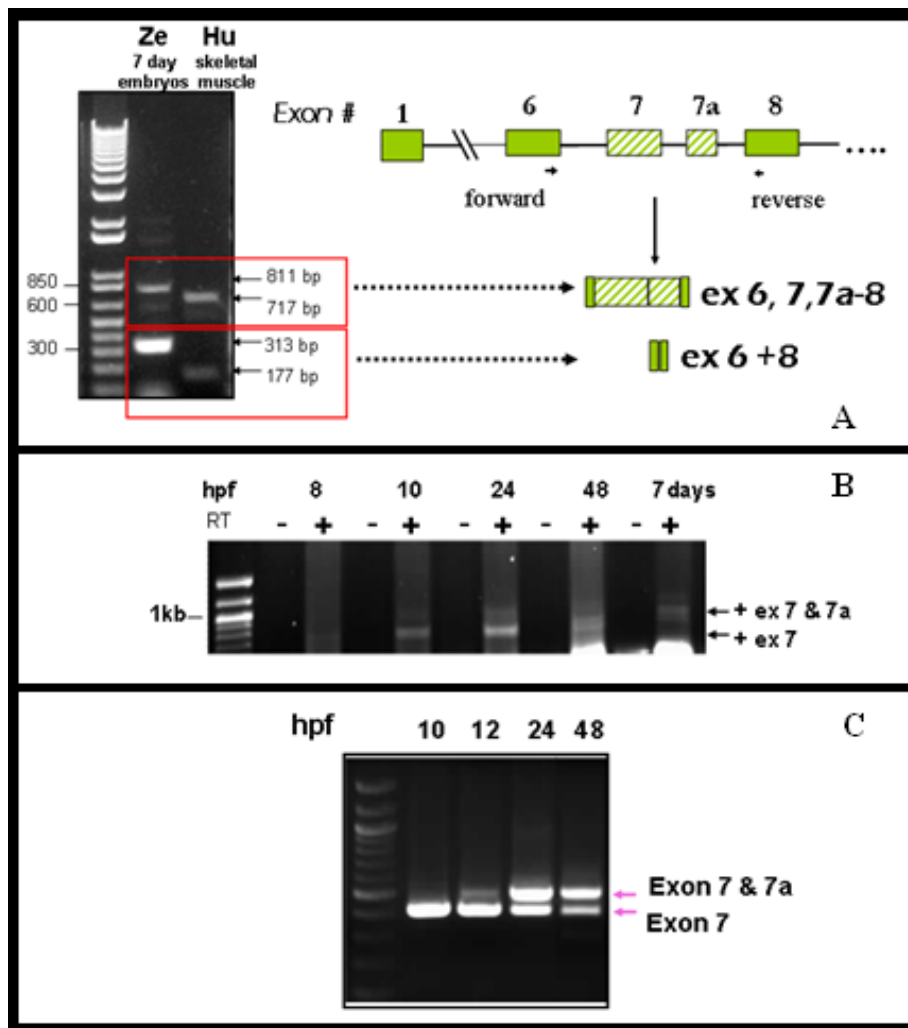 Ze Hu
7 day skeletal
embryos muscle
Exon # 1 6 7 7a 8
forward reverse
850
600
300
811 bp
717 bp
313 bp
177 bp
ex 6, 7,7a-8
ex 6 +8
A
hpf 8 10 24 48 7 days
B
RT - + - + - + - + - +
1kb
+ ex 7 & 7a
+ ex 7
hpf 10 12 24 48
C
Exon 7 & 7a
Exon 7